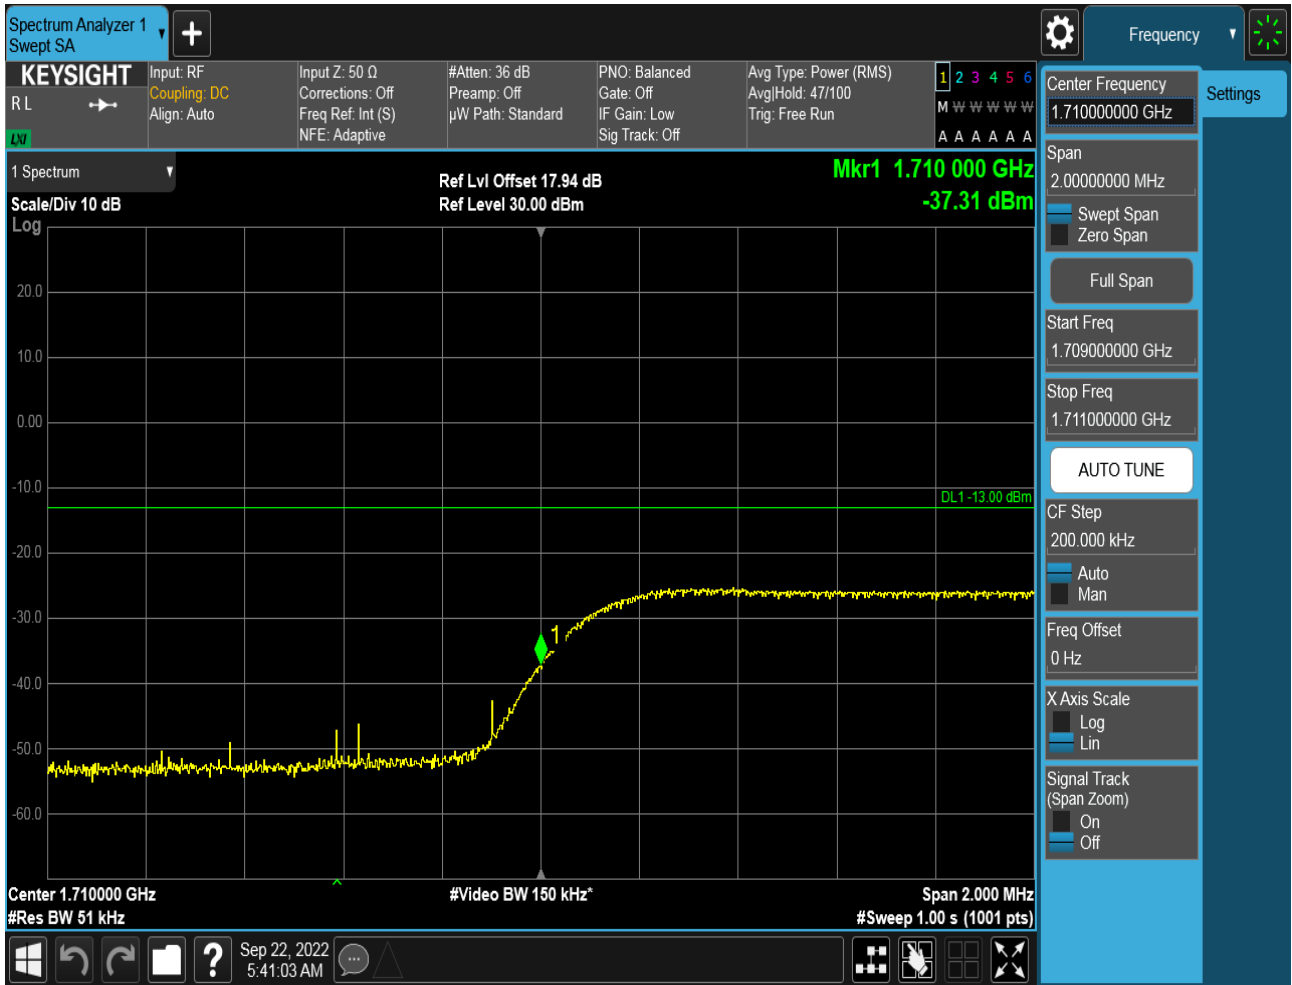 Spectrum Analyzer 1
Swept SA
Frequency
KEYSIGHT
R L
LXI
Input: RF
Coupling: DC
Align: Auto
Input Z: 50 Ω
Corrections: Off
Freq Ref: Int (S)
NFE: Adaptive
#Atten: 36 dB
Preamp: Off
µW Path: Standard
PNO: Balanced
Gate: Off
IF Gain: Low
Sig Track: Off
Avg Type: Power (RMS)
Avg|Hold: 47/100
Trig: Free Run
1 2 3 4 5 6
M W W W W W
A A A A A A
1 Spectrum
Scale/Div 10 dB
Log
Ref Lvl Offset 17.94 dB
Ref Level 30.00 dBm
Mkr1 1.710 000 GHz
-37.31 dBm
20.0
10.0
0.00
-10.0
DL1 -13.00 dBm
-20.0
-30.0
1
-40.0
-50.0
-60.0
Center 1.710000 GHz
#Video BW 150 kHz*
Span 2.000 MHz
#Res BW 51 kHz
#Sweep 1.00 s (1001 pts)
Sep 22, 2022
5:41:03 AM
Center Frequency
1.710000000 GHz
Settings
Span
2.00000000 MHz
Swept Span
Zero Span
Full Span
Start Freq
1.709000000 GHz
Stop Freq
1.711000000 GHz
AUTO TUNE
CF Step
200.000 kHz
Auto
Man
Freq Offset
0 Hz
X Axis Scale
Log
Lin
Signal Track
(Span Zoom)
On
Off